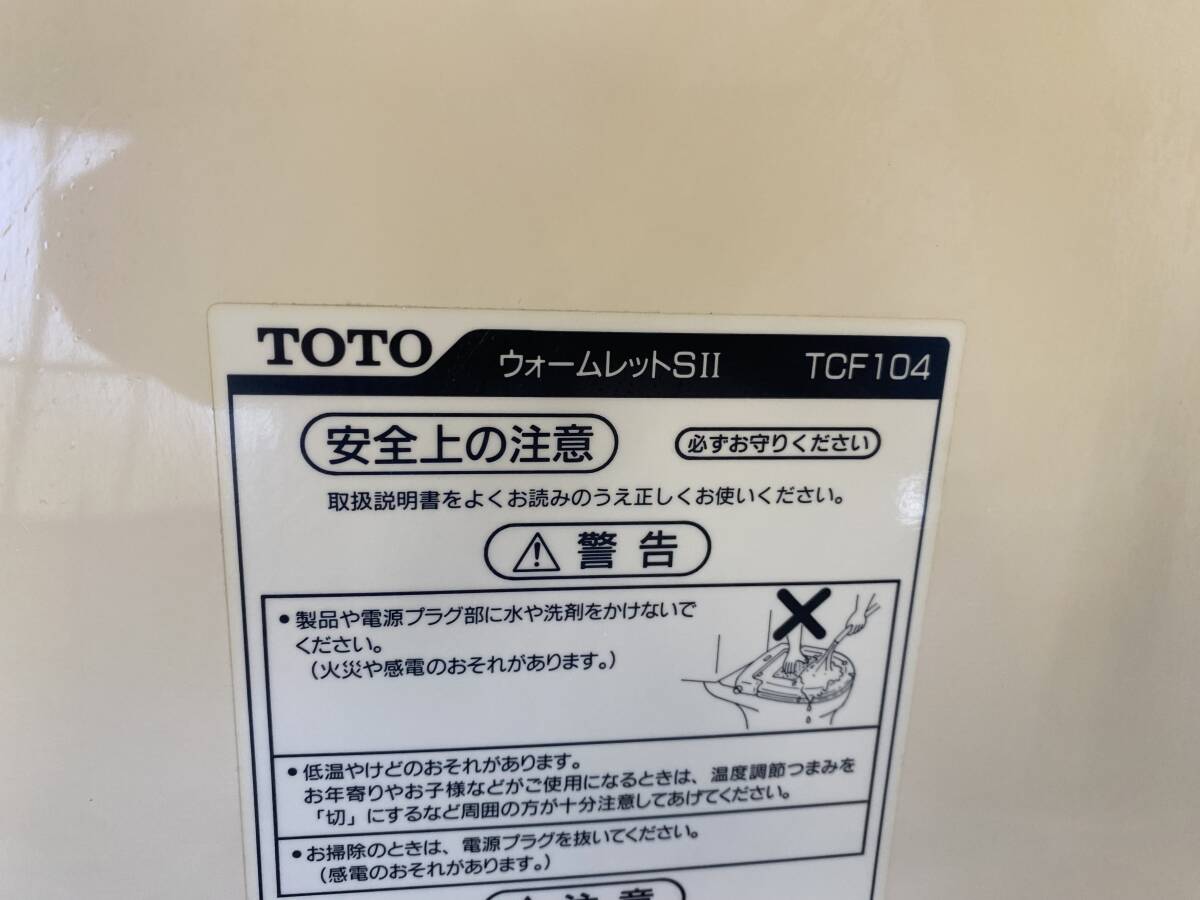 TOTO ウォームレットSII TCF104
安全上の注意 必ずお守りください
取扱説明書をよくお読みのうえ正しくお使いください。
警告
•製品や電源プラグ部に水や洗剤をかけないで
ください。
(火災や感電のおそれがあります。)
•低温やけどのおそれがあります。
お年寄りやお子様などがご使用になるときは、温度調節つまみを
「切」にするなど周囲の方が十分注意してあげてください。
•お掃除のときは、電源プラグを抜いてください。
(感電のおそれがあります。)
注意